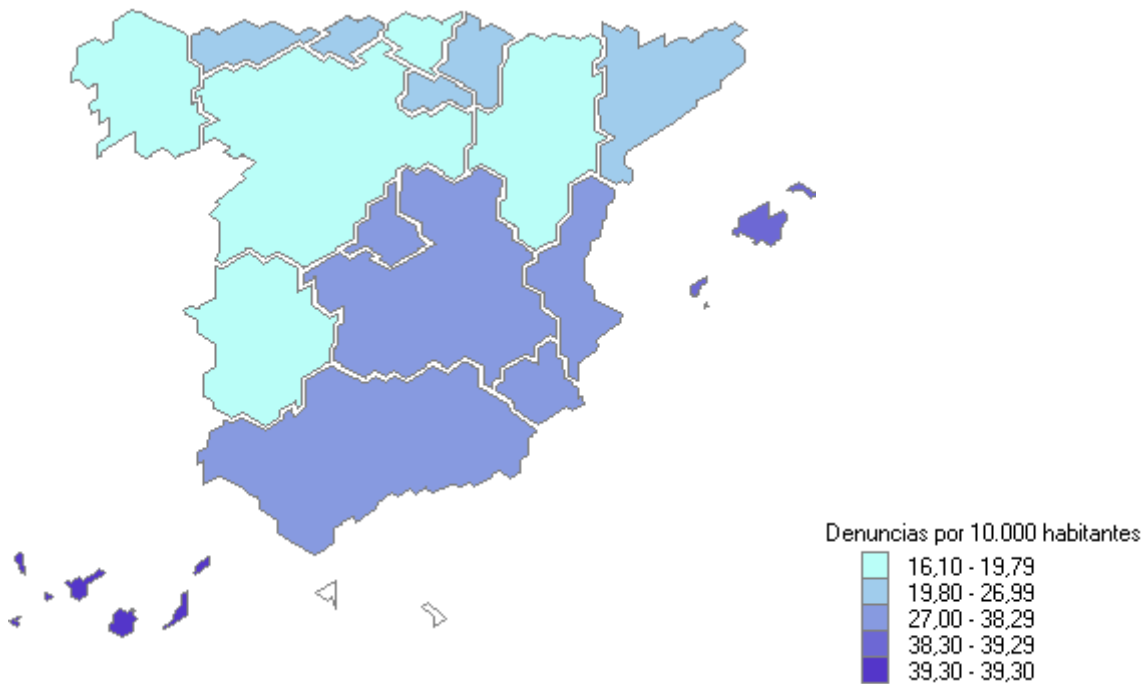 Denuncias por 10.000 habitantes
16,10 - 19,79
19,80 - 26,99
27,00 - 38,29
38,30 - 39,29
39,30 - 39,30